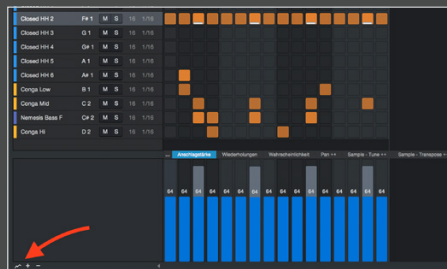 Closed HH 2 F# 1 M S 16 1/16
Closed HH 3 G 1 M S 16 1/16
Closed HH 4 G# 1 M S 16 1/16
Closed HH 5 A 1 M S 16 1/16
Closed HH 6 A# 1 M S 16 1/16
Conga Low B 1 M S 16 1/16
Conga Mid C 2 M S 16 1/16
Nemesis Bass F C# 2 M S 16 1/16
Conga Hi D 2 M S 16 1/16
... Anschlagstärke Wiederholungen Wahrscheinlichkeit Pan Sample - Tune Sample - Transpose
64 64 64 64 64 64 64 64 64 64 64 64 64 64 64 64